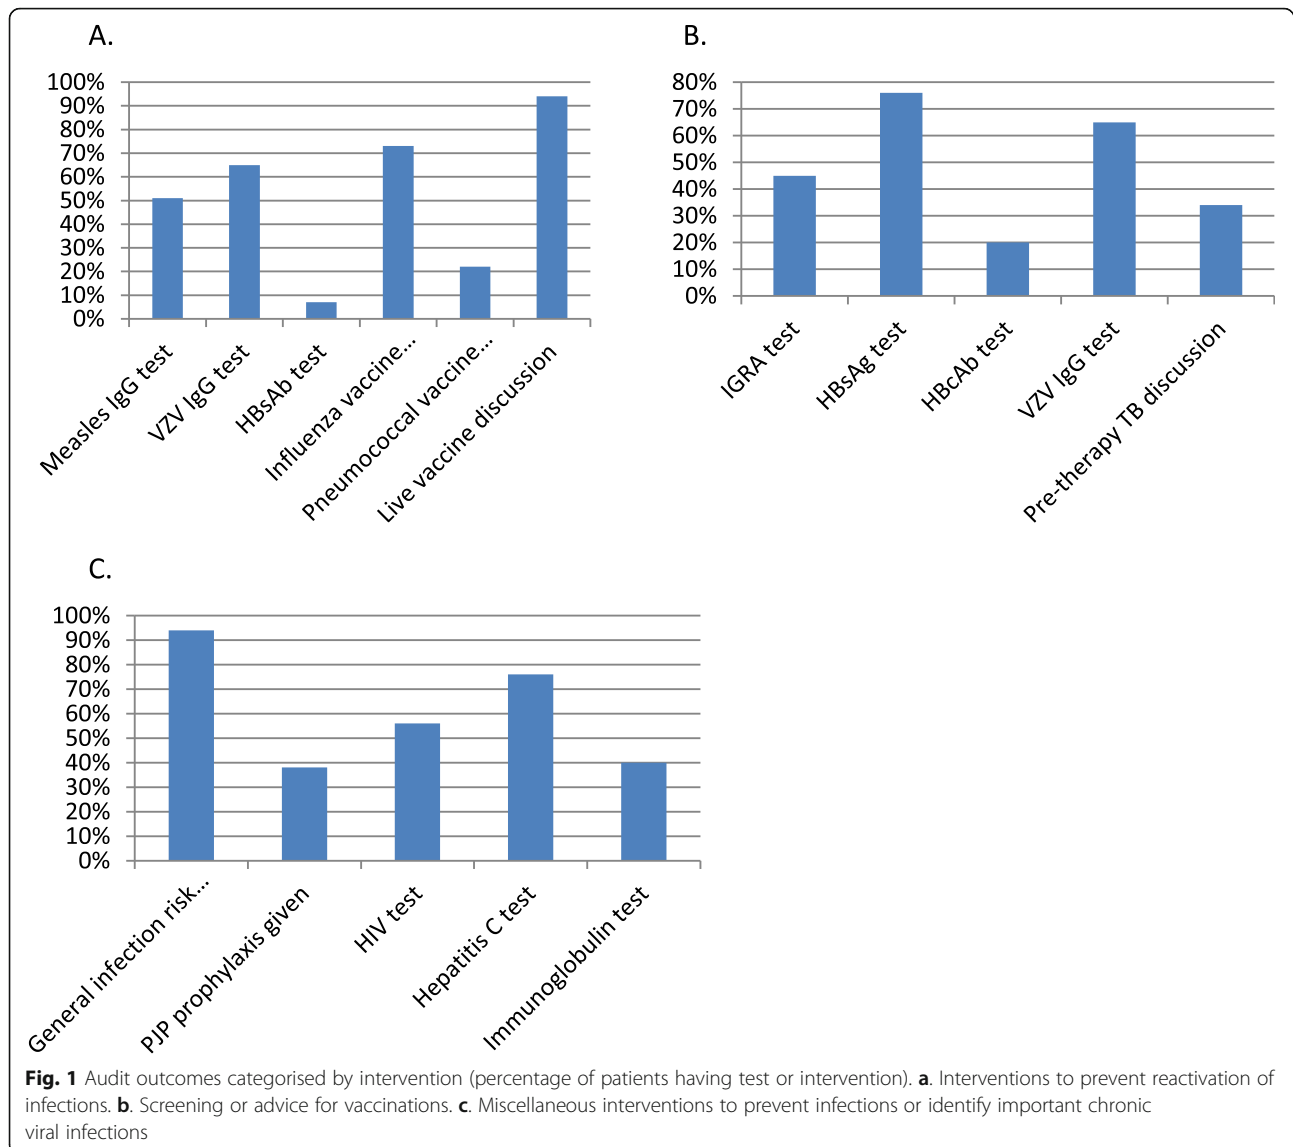 A.
100%
90%
80%
70%
60%
50%
40%
30%
20%
10%
0%
Measles IgG test
VZV IgG test
HBsAb test
Influenza vaccine...
Pneumococcal vaccine...
Live vaccine discussion
B.
80%
70%
60%
50%
40%
30%
20%
10%
0%
IGRA test
HBsAg test
HBcAb test
VZV IgG test
Pre-therapy TB discussion
C.
100%
90%
80%
70%
60%
50%
40%
30%
20%
10%
0%
General infection risk...
PJP prophylaxis given
HIV test
Hepatitis C test
Immunoglobulin test
Fig. 1 Audit outcomes categorised by intervention (percentage of patients having test or intervention). a. Interventions to prevent reactivation of
infections. b. Screening or advice for vaccinations. c. Miscellaneous interventions to prevent infections or identify important chronic
viral infections